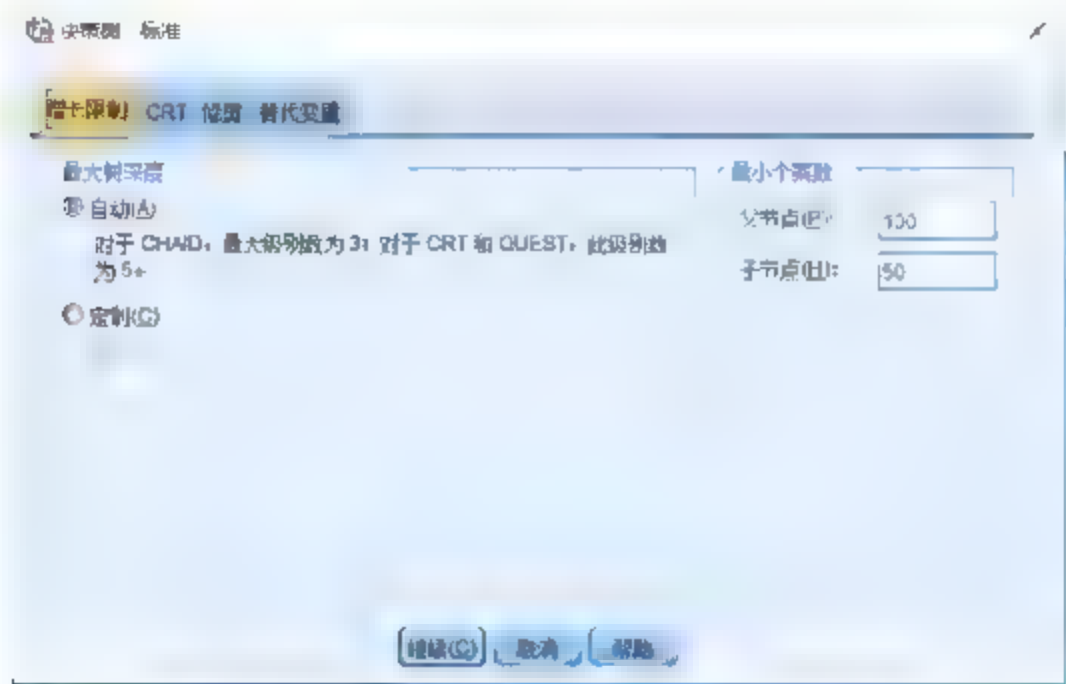 决策树 标准
增长限制 CRT 修剪 替代变量
最大树深度
自动(A)
对于 CHAID，最大级别数为 3；对于 CRT 和 QUEST，此级别数
为 5。
定制(C)
最小个案数
父节点(P): 100
子节点(H): 50
继续(C) 取消 帮助